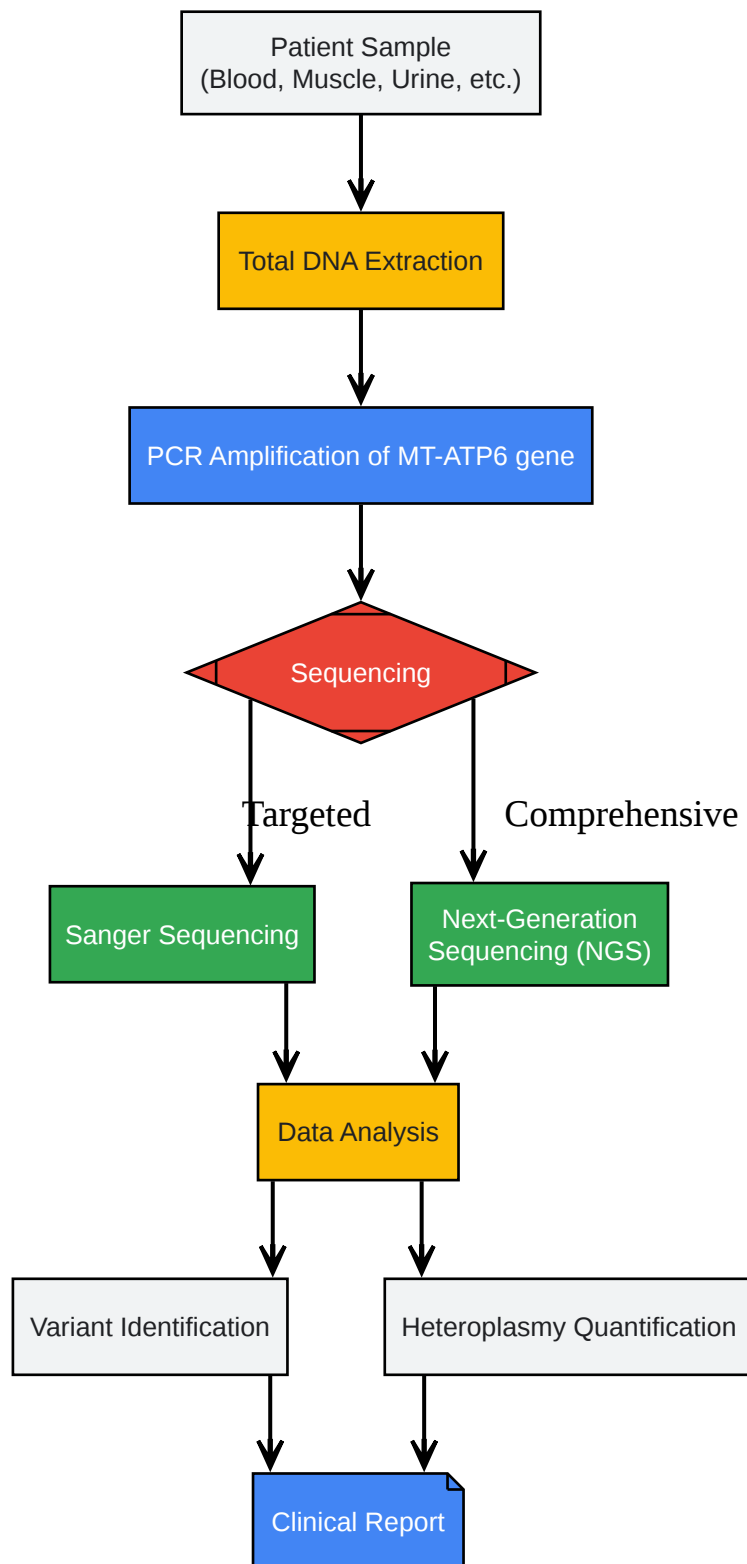 Patient Sample
(Blood, Muscle, Urine, etc.)
Total DNA Extraction
PCR Amplification of MT-ATP6 gene
Sequencing
Targeted
Comprehensive
Sanger Sequencing
Next-Generation
Sequencing (NGS)
Data Analysis
Variant Identification
Heteroplasmy Quantification
Clinical Report